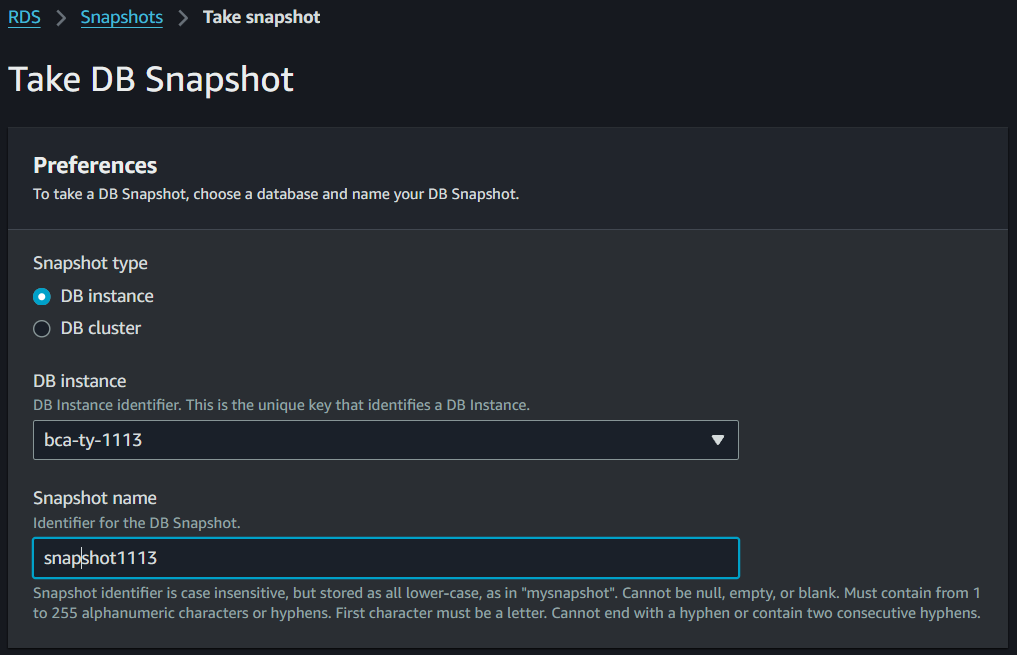 RDS > Snapshots > Take snapshot
Take DB Snapshot
Preferences
To take a DB Snapshot, choose a database and name your DB Snapshot.
Snapshot type
DB instance
DB cluster
DB instance
DB Instance identifier. This is the unique key that identifies a DB Instance.
bca-ty-1113
Snapshot name
Identifier for the DB Snapshot.
snapshot1113
Snapshot identifier is case insensitive, but stored as all lower-case, as in "mysnapshot". Cannot be null, empty, or blank. Must contain from 1
to 255 alphanumeric characters or hyphens. First character must be a letter. Cannot end with a hyphen or contain two consecutive hyphens.